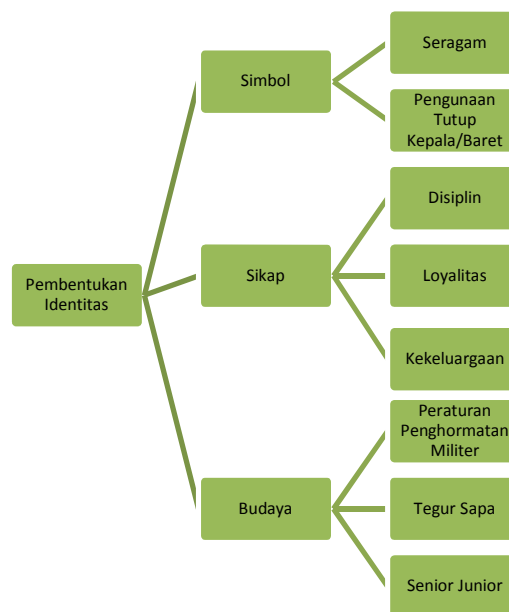 Pembentukan
Identitas
Simbol
Seragam
Pengunaan
Tutup
Kepala/Baret
Sikap
Disiplin
Loyalitas
Kekeluargaan
Budaya
Peraturan
Penghormatan
Militer
Tegur Sapa
Senior Junior